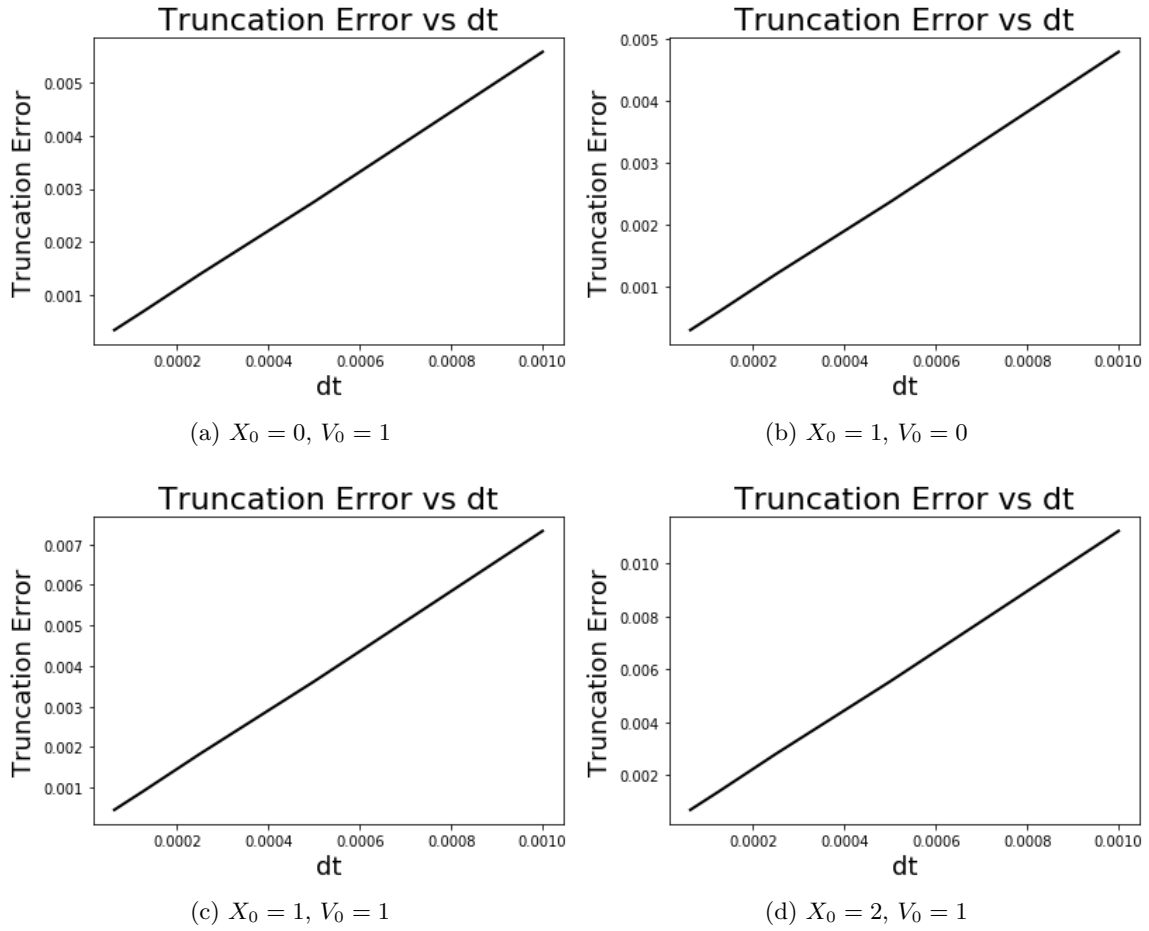 Truncation Error vs dt
Truncation Error
0.005
0.004
0.003
0.002
0.001
0.0002 0.0004 0.0006 0.0008 0.0010
dt
(a) X₀ = 0, V₀ = 1
Truncation Error vs dt
Truncation Error
0.005
0.004
0.003
0.002
0.001
0.0002 0.0004 0.0006 0.0008 0.0010
dt
(b) X₀ = 1, V₀ = 0
Truncation Error vs dt
Truncation Error
0.007
0.006
0.005
0.004
0.003
0.002
0.001
0.0002 0.0004 0.0006 0.0008 0.0010
dt
(c) X₀ = 1, V₀ = 1
Truncation Error vs dt
Truncation Error
0.010
0.008
0.006
0.004
0.002
0.0002 0.0004 0.0006 0.0008 0.0010
dt
(d) X₀ = 2, V₀ = 1